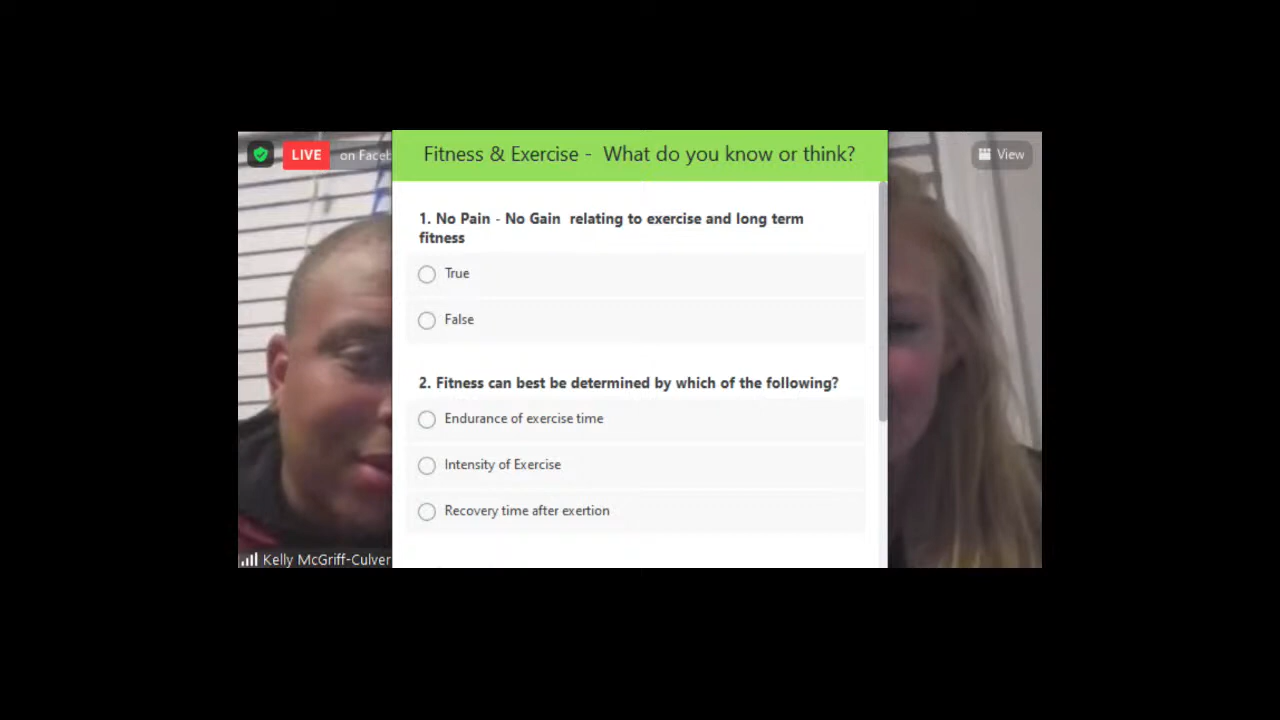 LIVE
on Faceb
Fitness & Exercise - What do you know or think?
View
1. No Pain - No Gain relating to exercise and long term
fitness
True
False
2. Fitness can best be determined by which of the following?
Endurance of exercise time
Intensity of Exercise
Recovery time after exertion
Kelly McGriff-Culver